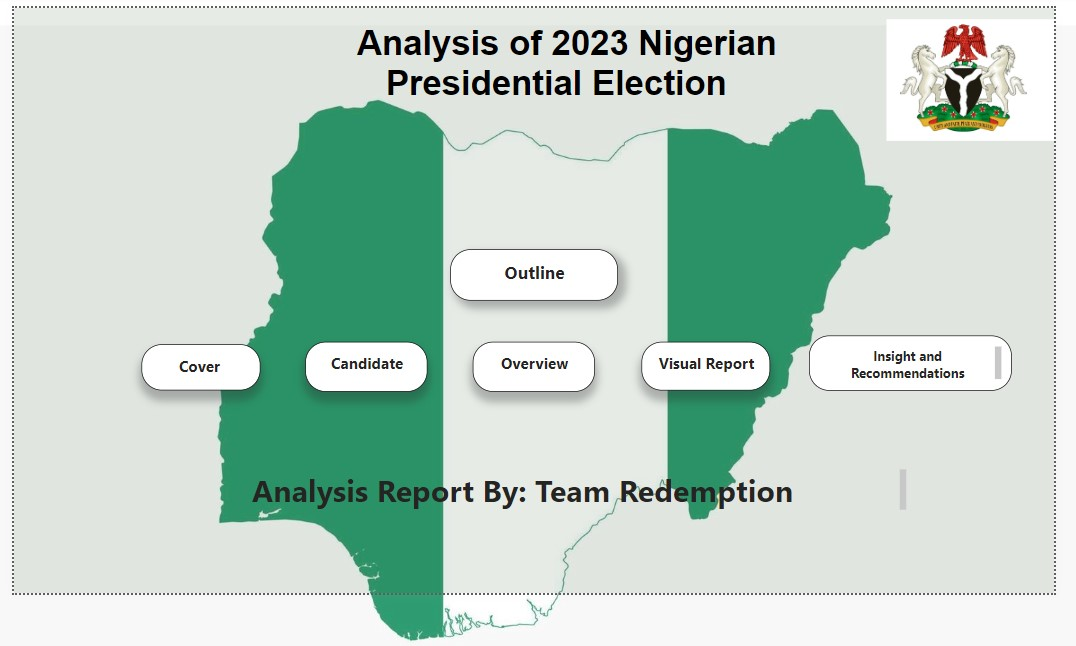 Analysis of 2023 Nigerian
Presidential Election
Outline
Cover
Candidate
Overview
Visual Report
Insight and
Recommendations
Analysis Report By: Team Redemption